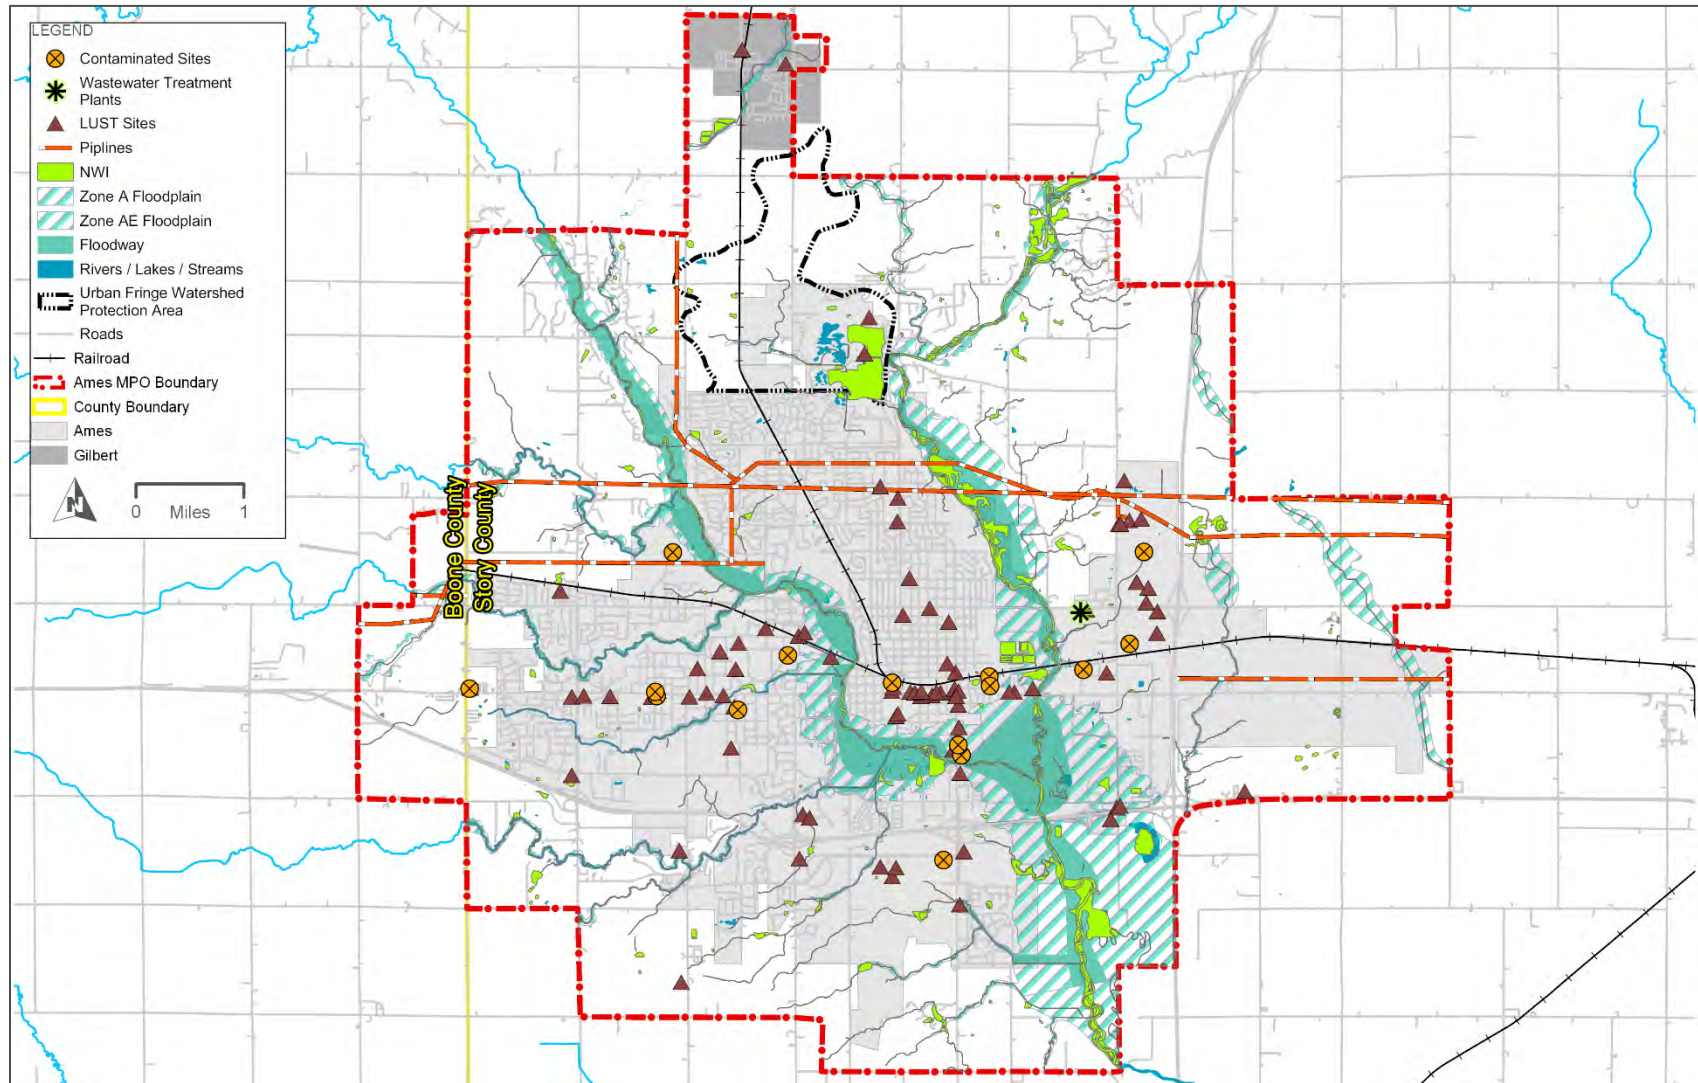 LEGEND
Contaminated Sites
Wastewater Treatment
Plants
LUST Sites
Piplines
NWI
Zone A Floodplain
Zone AE Floodplain
Floodway
Rivers / Lakes / Streams
Urban Fringe Watershed
Protection Area
Roads
Railroad
Ames MPO Boundary
County Boundary
Ames
Gilbert
N
0 Miles 1
Boone County
Story County